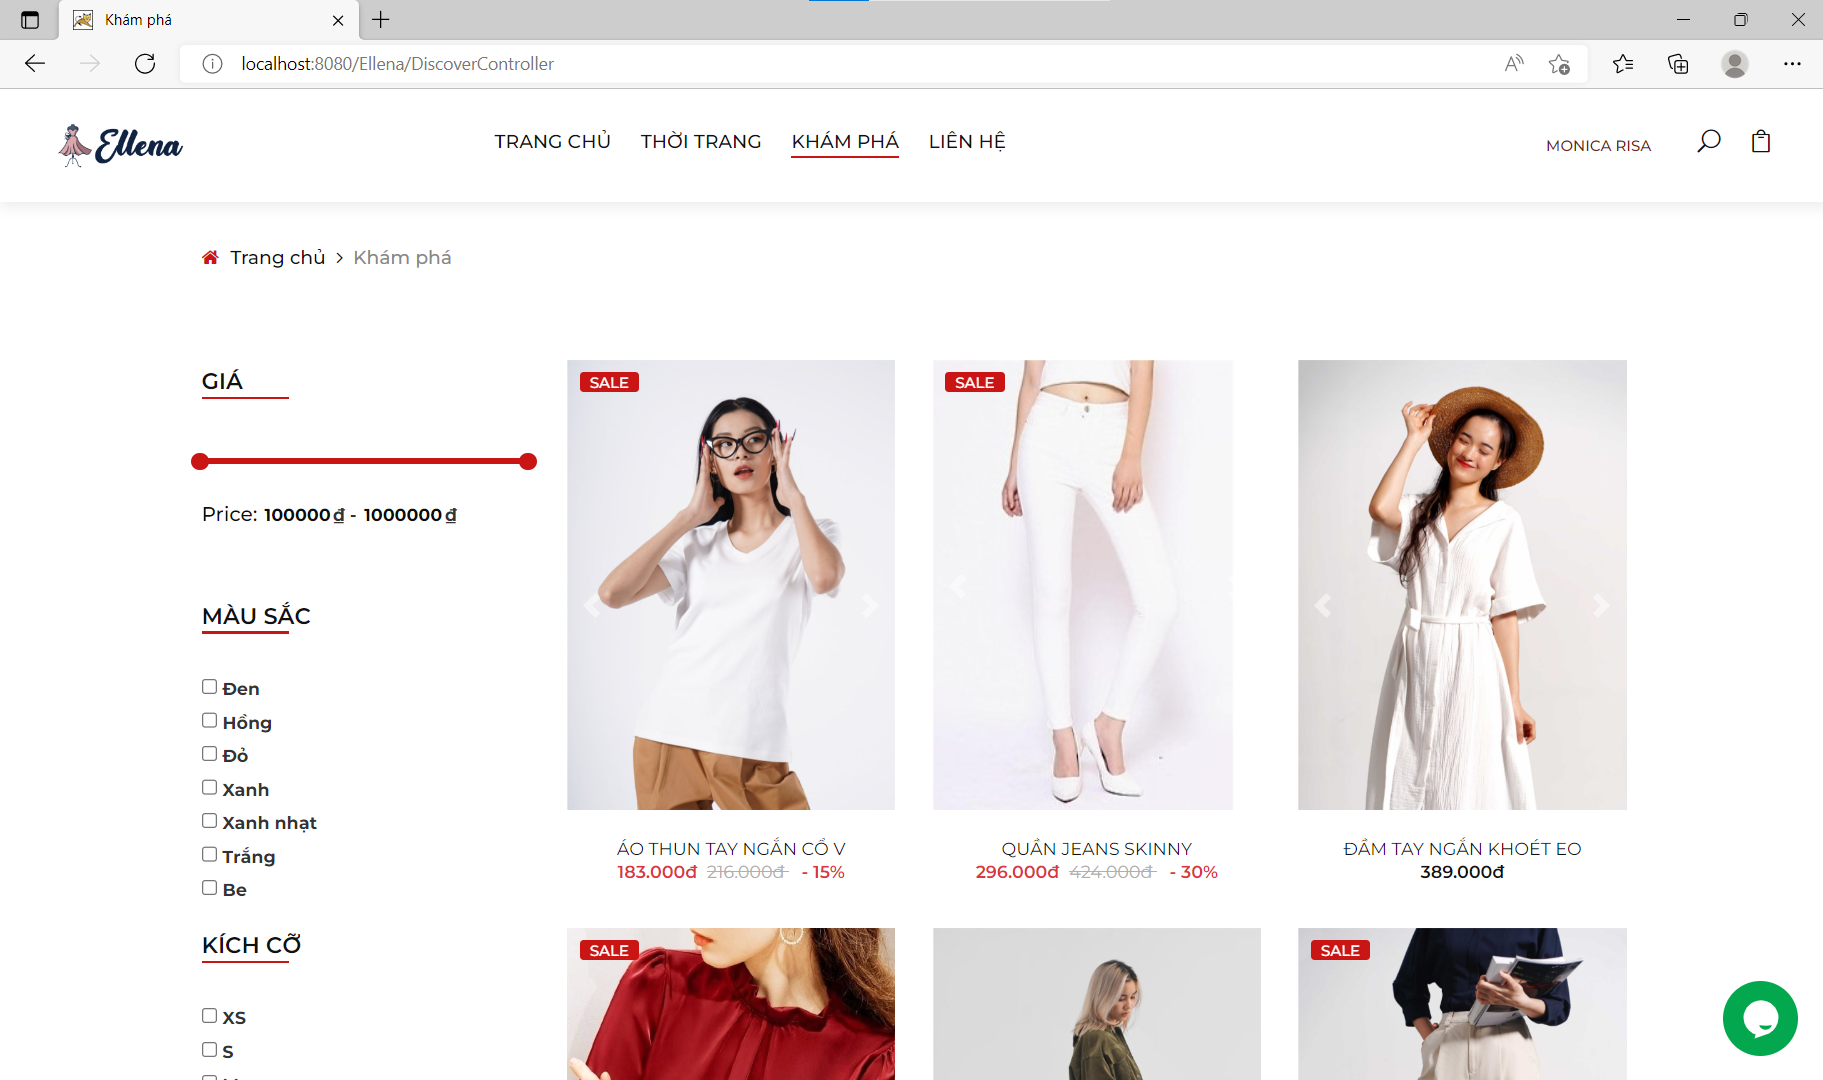 Khám phá
localhost:8080/Ellena/DiscoverController
Ellena
TRANG CHỦ THỜI TRANG KHÁM PHÁ LIÊN HỆ
MONICA RISA
Trang chủ > Khám phá
GIÁ
Price: 100000₫ - 1000000₫
MÀU SẮC
Đen
Hồng
Đỏ
Xanh
Xanh nhạt
Trắng
Be
KÍCH CỠ
XS
S
SALE
ÁO THUN TAY NGẮN CỔ V
183.000đ 216.000đ - 15%
SALE
QUẦN JEANS SKINNY
296.000đ 424.000đ - 30%
ĐẦM TAY NGẮN KHOÉT EO
389.000đ
SALE
SALE